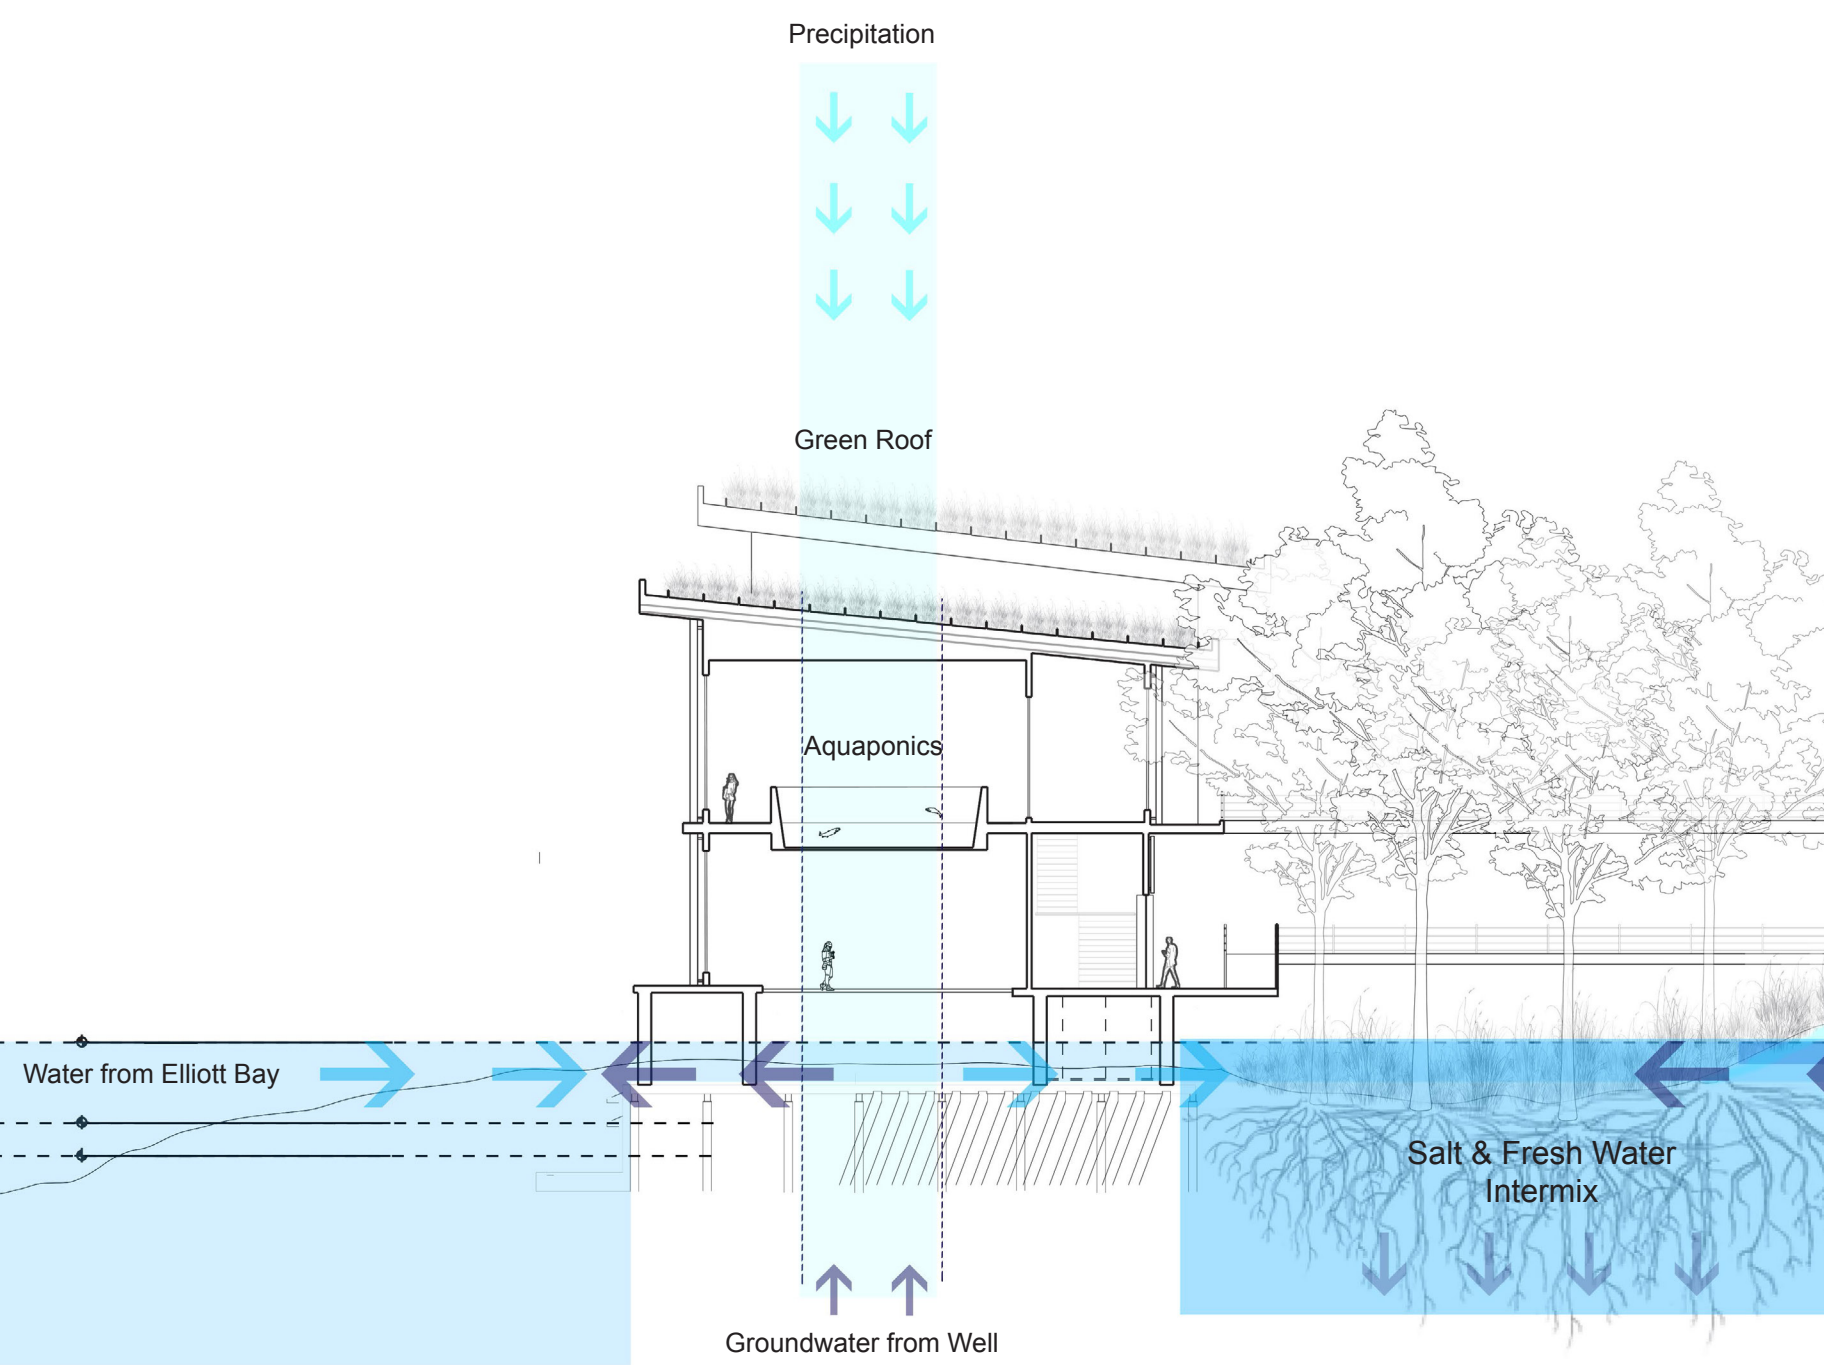 Precipitation
Green Roof
Aquaponics
Water from Elliott Bay
Salt & Fresh Water
Intermix
Groundwater from Well